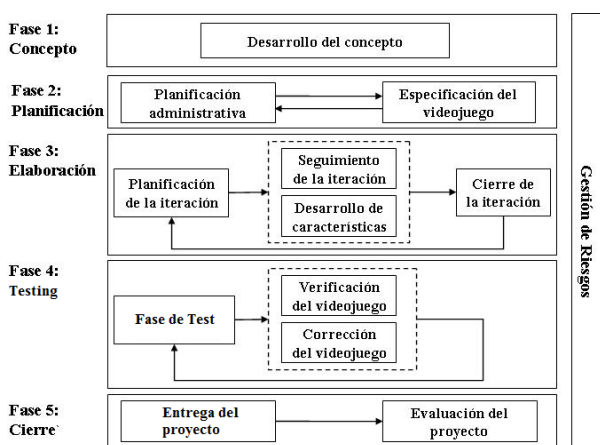 Fase 1:
Concepto
Desarrollo del concepto
Fase 2:
Planificación
Planificación
administrativa
Especificación del
videojuego
Fase 3:
Elaboración
Planificación
de la iteración
Seguimiento
de la iteración
Desarrollo de
características
Cierre de
la iteración
Fase 4:
Testing
Fase de Test
Verificación
del videojuego
Corrección
del videojuego
Fase 5:
Cierre
Entrega del
proyecto
Evaluación del
proyecto
Gestión de Riesgos